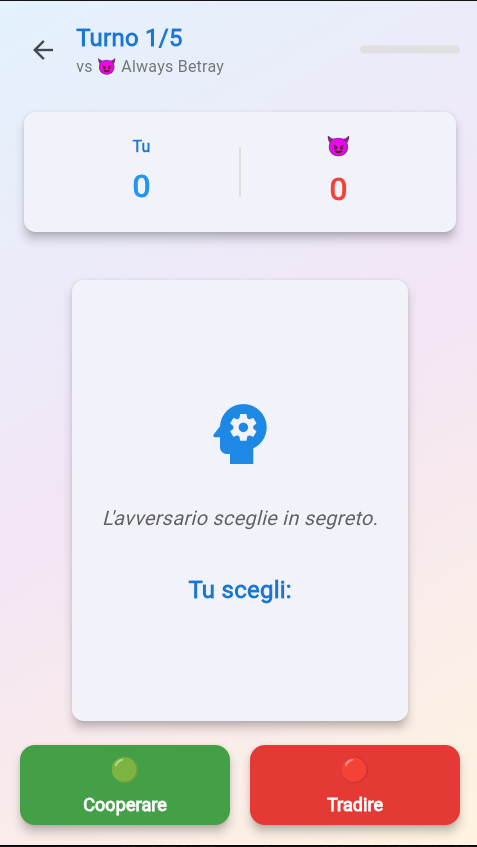 Turno 1/5
vs 😈 Always Betray
Tu
0
😈
0
L'avversario sceglie in segreto.
Tu scegli:
Cooperare
Tradire